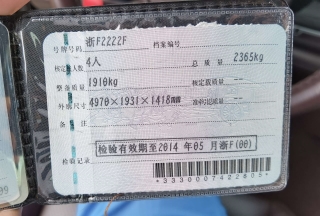 号牌号码 浙F2222F 档案编号
核定载人数 4人 总质量 2365kg
整备质量 1910kg 核定载质量 --
外廓尺寸 4970×1931×1418mm 准牵引总质量 --
备注
检验有效期至2014 年05 月浙F(00)
检验记录
*3330007422805*